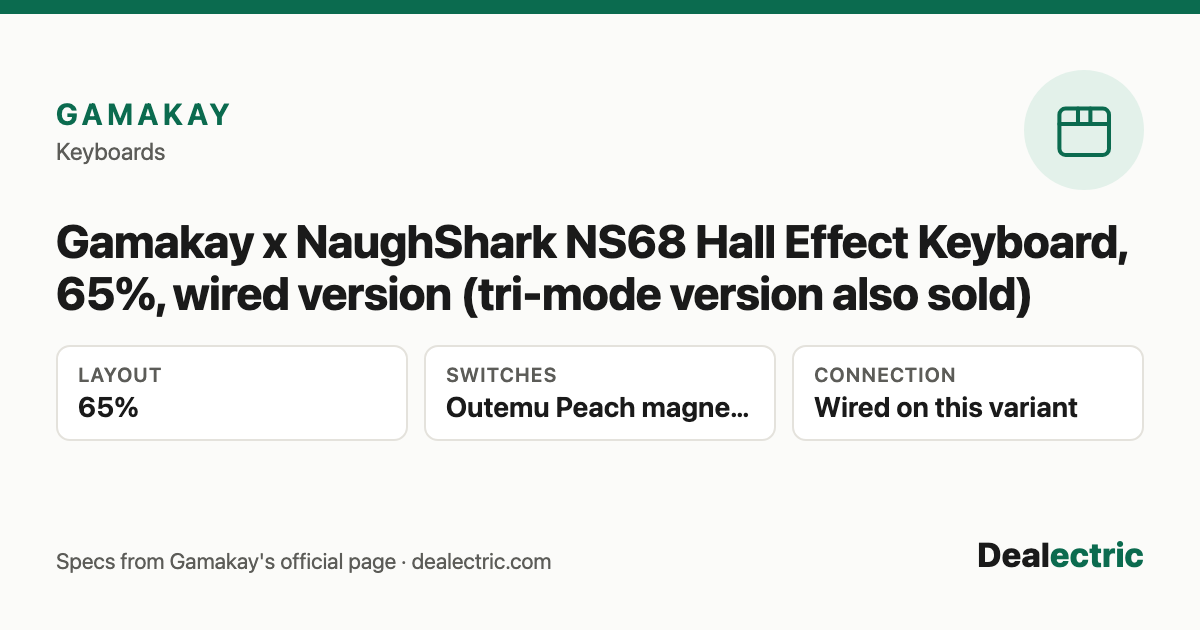 GAMAKAY
Keyboards
Gamakay x NaughShark NS68 Hall Effect Keyboard,
65%, wired version (tri-mode version also sold)
LAYOUT
65%
SWITCHES
Outemu Peach magne...
CONNECTION
Wired on this variant
Specs from Gamakay's official page · dealectric.com
Dealectric